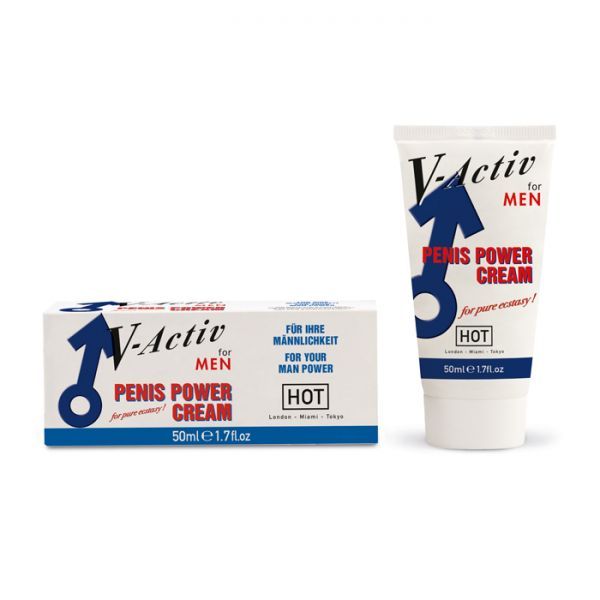 V-Activ
for
MEN
PENIS POWER
CREAM
for pure ecstasy!
50ml ℮ 1.7fl.oz
FÜR IHRE
MÄNNLICHKEIT
FOR YOUR
MAN POWER
HOT
London - Miami - Tokyo
V-Activ
for
MEN
PENIS POWER
CREAM
for pure ecstasy!
HOT
London - Miami - Tokyo
50ml ℮ 1.7fl.oz